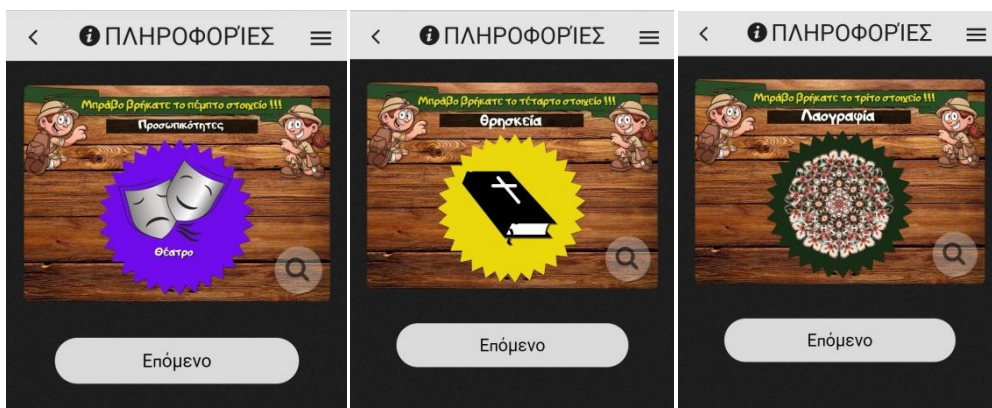 ΠΛΗΡΟΦΟΡΊΕΣ
Μπράβο βρήκατε το πέμπτο στοιχείο !!!
Προσωπικότητες
Θέατρο
Επόμενο
ΠΛΗΡΟΦΟΡΊΕΣ
Μπράβο βρήκατε το τέταρτο στοιχείο !!!
Θρησκεία
Επόμενο
ΠΛΗΡΟΦΟΡΊΕΣ
Μπράβο βρήκατε το τρίτο στοιχείο !!!
Λαογραφία
Επόμενο